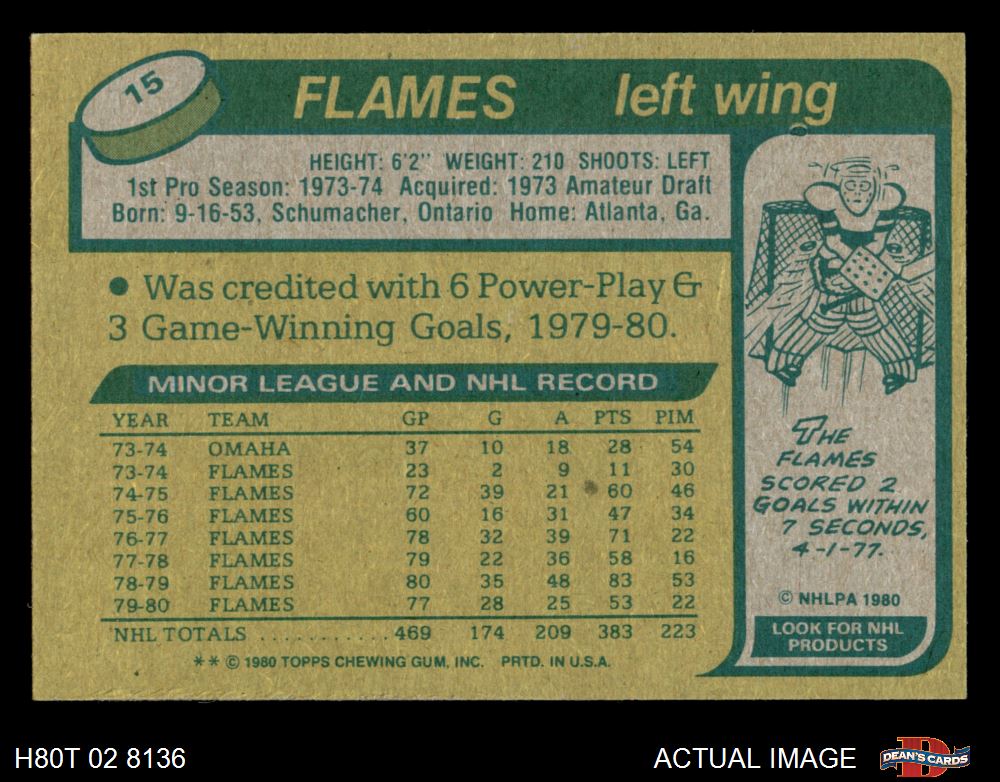 15
FLAMES left wing
HEIGHT: 6'2" WEIGHT: 210 SHOOTS: LEFT
1st Pro Season: 1973-74 Acquired: 1973 Amateur Draft
Born: 9-16-53, Schumacher, Ontario Home: Atlanta, Ga.
● Was credited with 6 Power-Play &
3 Game-Winning Goals, 1979-80.
MINOR LEAGUE AND NHL RECORD
YEAR TEAM GP G A PTS PIM
73-74 OMAHA 37 10 18 28 54
73-74 FLAMES 23 2 9 11 30
74-75 FLAMES 72 39 21 60 46
75-76 FLAMES 60 16 31 47 34
76-77 FLAMES 78 32 39 71 22
77-78 FLAMES 79 22 36 58 16
78-79 FLAMES 80 35 48 83 53
79-80 FLAMES 77 28 25 53 22
NHL TOTALS ........... 469 174 209 383 223
** © 1980 TOPPS CHEWING GUM, INC. PRTD. IN U.S.A.
THE
FLAMES
SCORED 2
GOALS WITHIN
7 SECONDS,
4-1-77.
© NHLPA 1980
LOOK FOR NHL
PRODUCTS
H80T 02 8136
ACTUAL IMAGE
D
DEAN'S CARDS